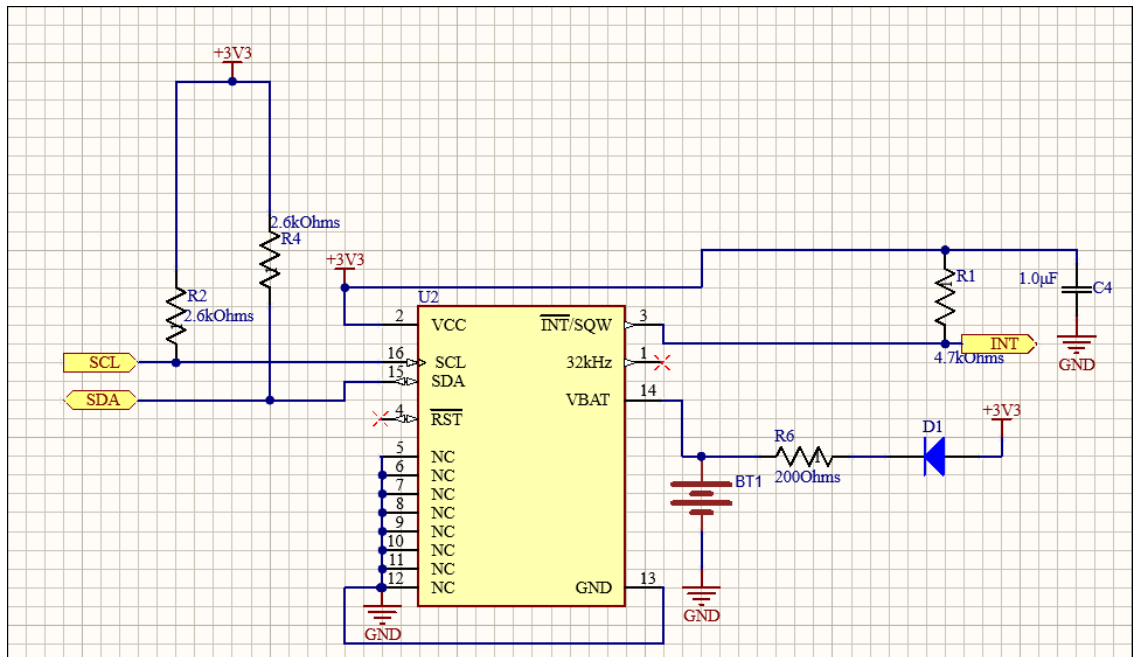 +3V3
2.6kOhms
R4
+3V3
R2
2.6kOhms
U2
R1
1.0µF
C4
2
VCC
INT/SQW
3
SCL
16
SCL
32kHz
1
INT
4.7kOhms
GND
15
SDA
SDA
VBAT
14
4
RST
+3V3
D1
R6
200Ohms
BT1
5
NC
6
NC
7
NC
8
NC
9
NC
10
NC
11
NC
12
NC
GND
13
GND
GND